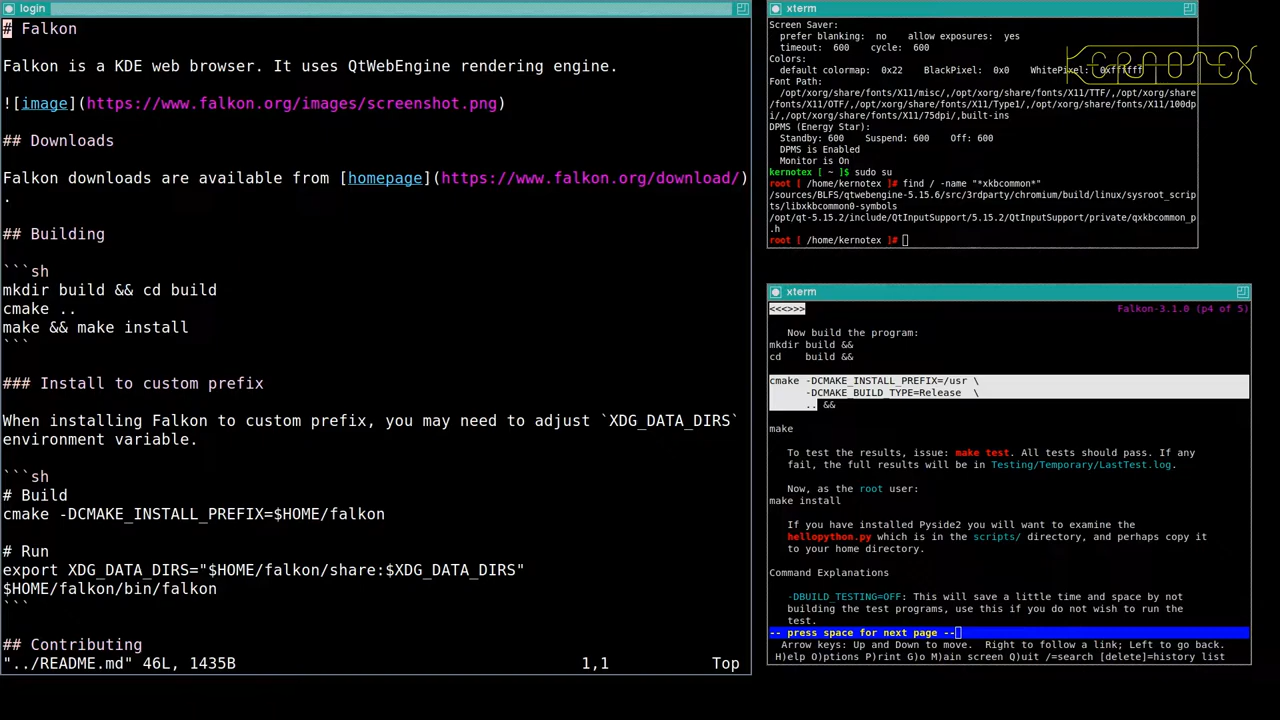 login
# Falkon
Falkon is a KDE web browser. It uses QtWebEngine rendering engine.
![image](https://www.falkon.org/images/screenshot.png)
## Downloads
Falkon downloads are available from [homepage](https://www.falkon.org/download/)
.
## Building
```sh
mkdir build && cd build
cmake ..
make && make install
```
### Install to custom prefix
When installing Falkon to custom prefix, you may need to adjust `XDG_DATA_DIRS`
environment variable.
```sh
# Build
cmake -DCMAKE_INSTALL_PREFIX=$HOME/falkon
# Run
export XDG_DATA_DIRS="$HOME/falkon/share:$XDG_DATA_DIRS"
$HOME/falkon/bin/falkon
```
## Contributing
"../README.md" 46L, 1435B 1,1 Top
xterm
Screen Saver:
prefer blanking: no allow exposures: yes
timeout: 600 cycle: 600
Colors:
default colormap: 0x22 BlackPixel: 0x0 WhitePixel: 0xffffff
Font Path:
/opt/xorg/share/fonts/X11/misc/,/opt/xorg/share/fonts/X11/TTF/,/opt/xorg/share
/fonts/X11/OTF/,/opt/xorg/share/fonts/X11/Type1/,/opt/xorg/share/fonts/X11/100dp
i/,/opt/xorg/share/fonts/X11/75dpi/,built-ins
DPMS (Energy Star):
Standby: 600 Suspend: 600 Off: 600
DPMS is Enabled
Monitor is On
kernotex [ ~ ]$ sudo su
root [ /home/kernotex ]# find / -name "*xkbcommon*"
/sources/BLFS/qtwebengine-5.15.6/src/3rdparty/chromium/build/linux/sysroot_scrip
ts/libxkbcommon0-symbols
/opt/qt-5.15.2/include/QtInputSupport/5.15.2/QtInputSupport/private/qxkbcommon_p
.h
root [ /home/kernotex ]#
KERNOTEX
xterm
<<<>>> Falkon-3.1.0 (p4 of 5)
Now build the program:
mkdir build &&
cd build &&
cmake -DCMAKE_INSTALL_PREFIX=/usr \
-DCMAKE_BUILD_TYPE=Release \
.. &&
make
To test the results, issue: make test. All tests should pass. If any
fail, the full results will be in Testing/Temporary/LastTest.log.
Now, as the root user:
make install
If you have installed Pyside2 you will want to examine the
hellopython.py which is in the scripts/ directory, and perhaps copy it
to your home directory.
Command Explanations
-DBUILD_TESTING=OFF: This will save a little time and space by not
building the test programs, use this if you do not wish to run the
test.
-- press space for next page --
Arrow keys: Up and Down to move. Right to follow a link; Left to go back.
H)elp O)ptions P)rint G)o M)ain screen Q)uit /=search [delete]=history list